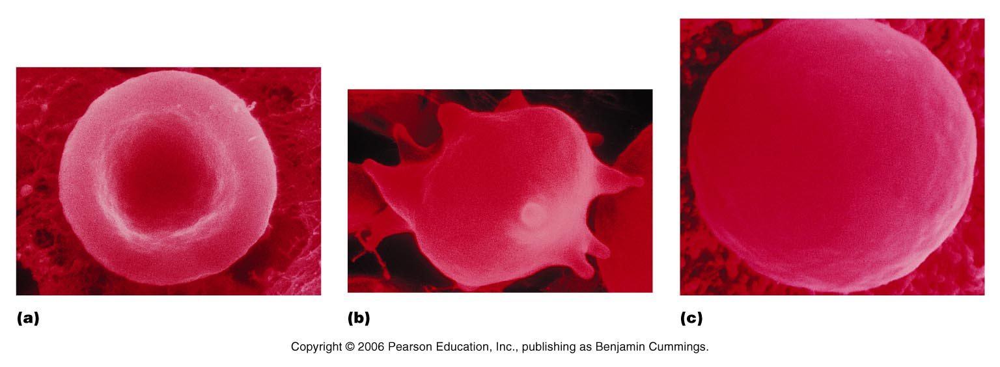 (a)
(b)
(c)
Copyright © 2006 Pearson Education, Inc., publishing as Benjamin Cummings.